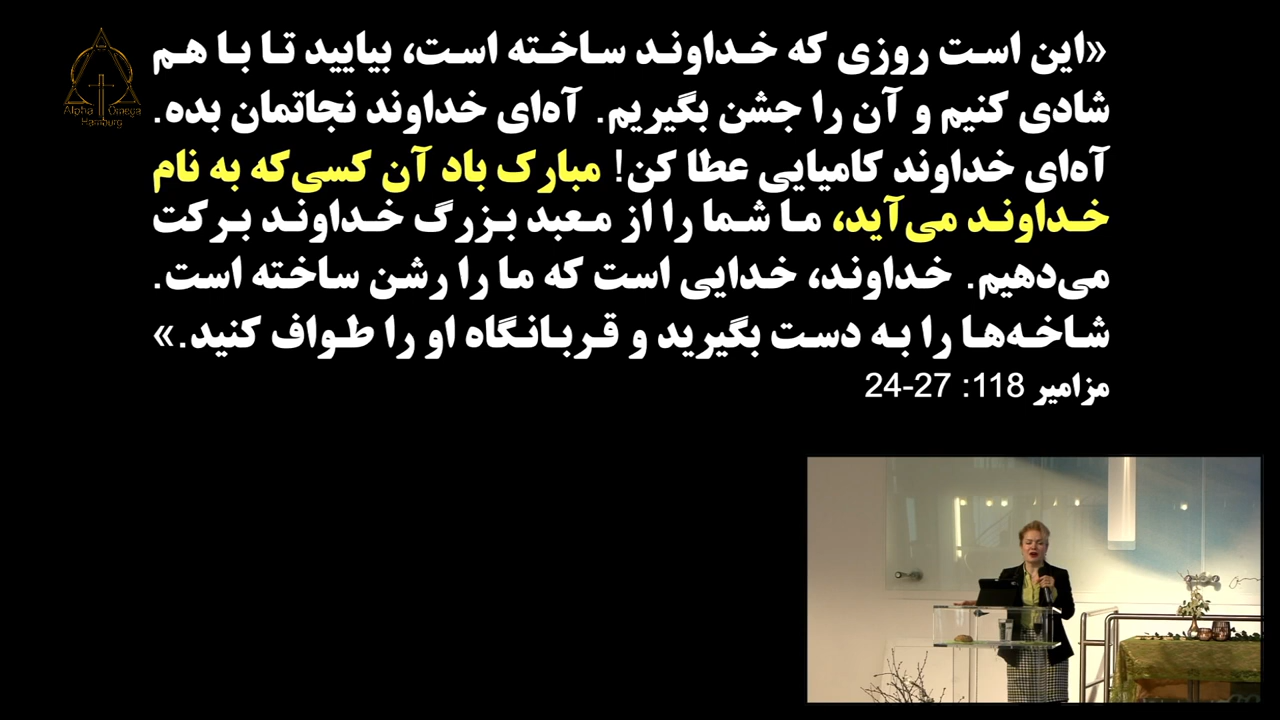 Alpha Omega
Hamburg
«این است روزی که خداوند ساخته است، بیایید تا با هم
شادی کنیم و آن را جشن بگیریم. آه‌ای خداوند نجاتمان بده.
آه‌ای خداوند کامیایی عطا کن! مبارک باد آن کسی‌که به نام
خداوند می‌آید، ما شما را از معبد بزرگ خداوند برکت
می‌دهیم. خداوند، خدایی است که ما را رشن ساخته است.
شاخه‌ها را به دست بگیرید و قربانگاه او را طواف کنید.»
مزامیر 118: 27-24